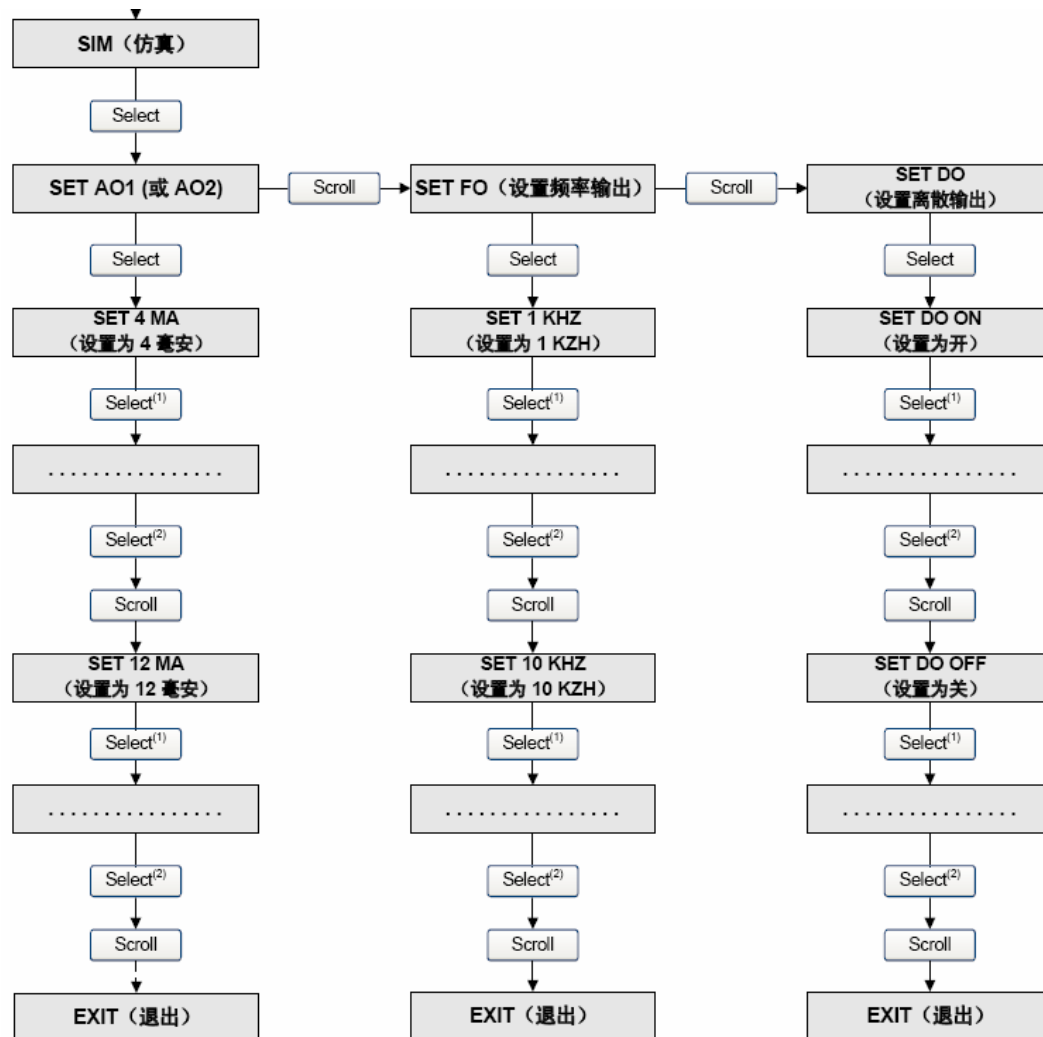 SIM（仿真）
Select
SET AO1 (或 AO2)
Scroll
SET FO（设置频率输出）
Scroll
SET DO
（设置离散输出）
Select
Select
Select
SET 4 MA
（设置为 4 毫安）
SET 1 KHZ
（设置为 1 KZH）
SET DO ON
（设置为开）
Select(1)
Select(1)
Select(1)
. . . . . . . . . . . . . . . .
. . . . . . . . . . . . . . . .
. . . . . . . . . . . . . . . .
Select(2)
Select(2)
Select(2)
Scroll
Scroll
Scroll
SET 12 MA
（设置为 12 毫安）
SET 10 KHZ
（设置为 10 KZH）
SET DO OFF
（设置为关）
Select(1)
Select(1)
Select(1)
. . . . . . . . . . . . . . . .
. . . . . . . . . . . . . . . .
. . . . . . . . . . . . . . . .
Select(2)
Select(2)
Select(2)
Scroll
Scroll
Scroll
EXIT（退出）
EXIT（退出）
EXIT（退出）